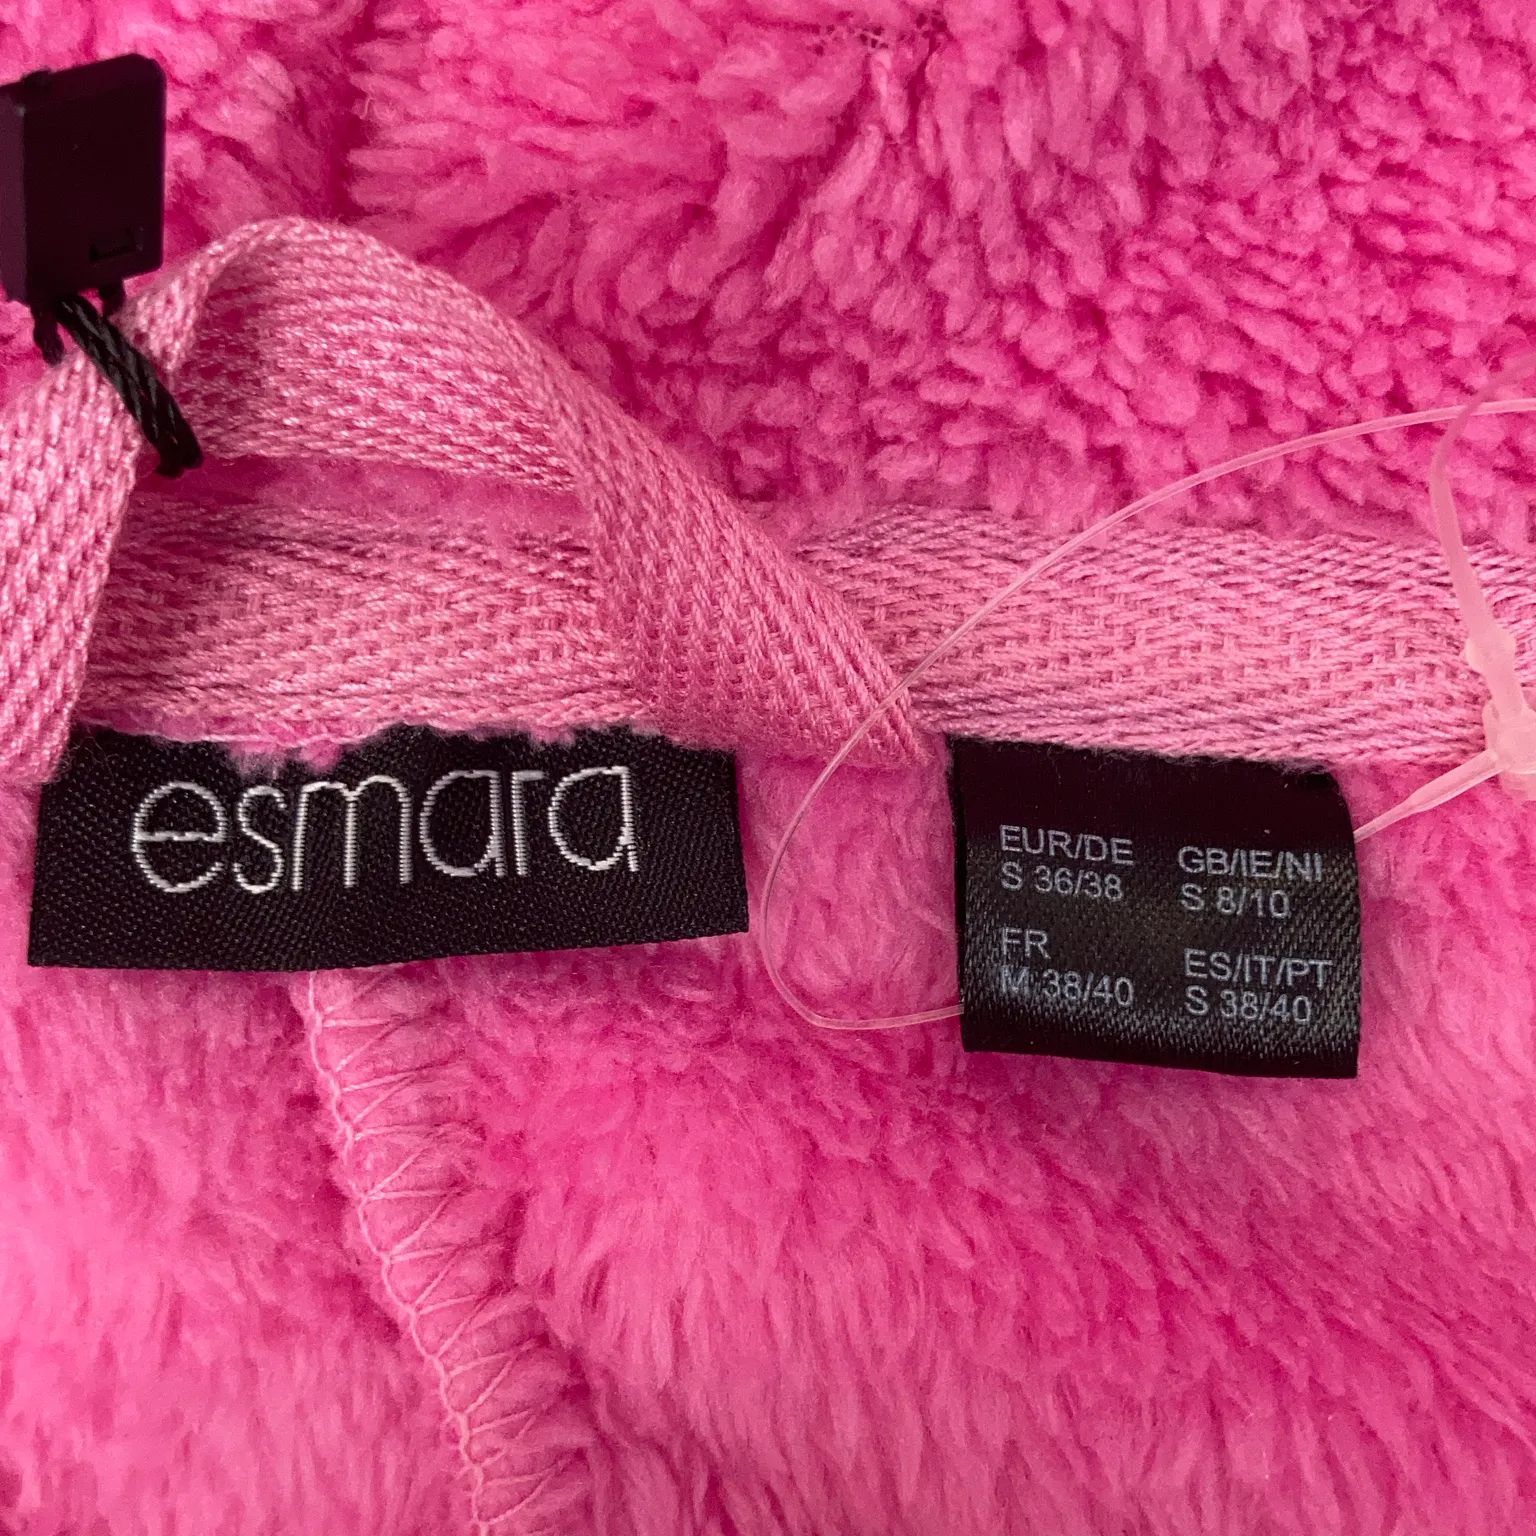 esmara
EUR/DE
S 36/38
GB/IE/NI
S 8/10
FR
M 38/40
ES/IT/PT
S 38/40